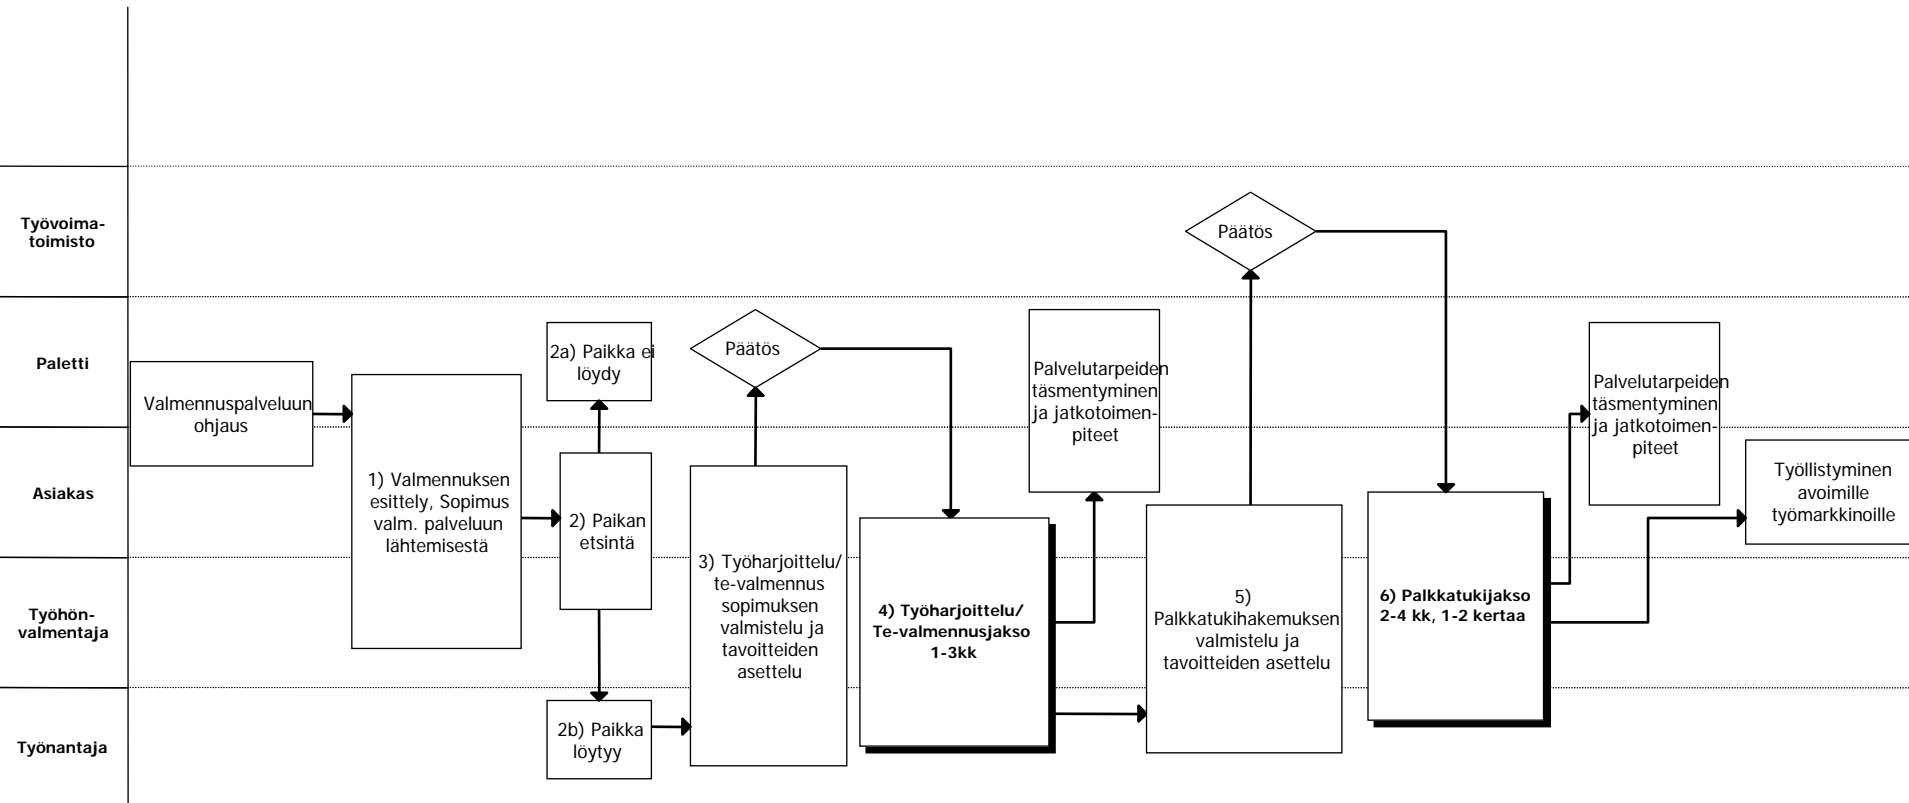 Työvoima-
toimisto
Paletti
Asiakas
Työhön-
valmentaja
Työnantaja
Valmennuspalveluun
ohjaus
1) Valmennuksen
esittely, Sopimus
valm. palveluun
lähtemisestä
2a) Paikka ei
löydy
2) Paikan
etsintä
2b) Paikka
löytyy
Päätös
3) Työharjoittelu/
te-valmennus
sopimuksen
valmistelu ja
tavoitteiden
asettelu
4) Työharjoittelu/
Te-valmennusjakso
1-3kk
Palvelutarpeiden
täsmentyminen
ja jatkotoimen-
piteet
Päätös
5)
Palkkatukihakemuksen
valmistelu ja
tavoitteiden asettelu
6) Palkkatukijakso
2-4 kk, 1-2 kertaa
Palvelutarpeiden
täsmentyminen
ja jatkotoimen-
piteet
Työllistyminen
avoimille
työmarkkinoille